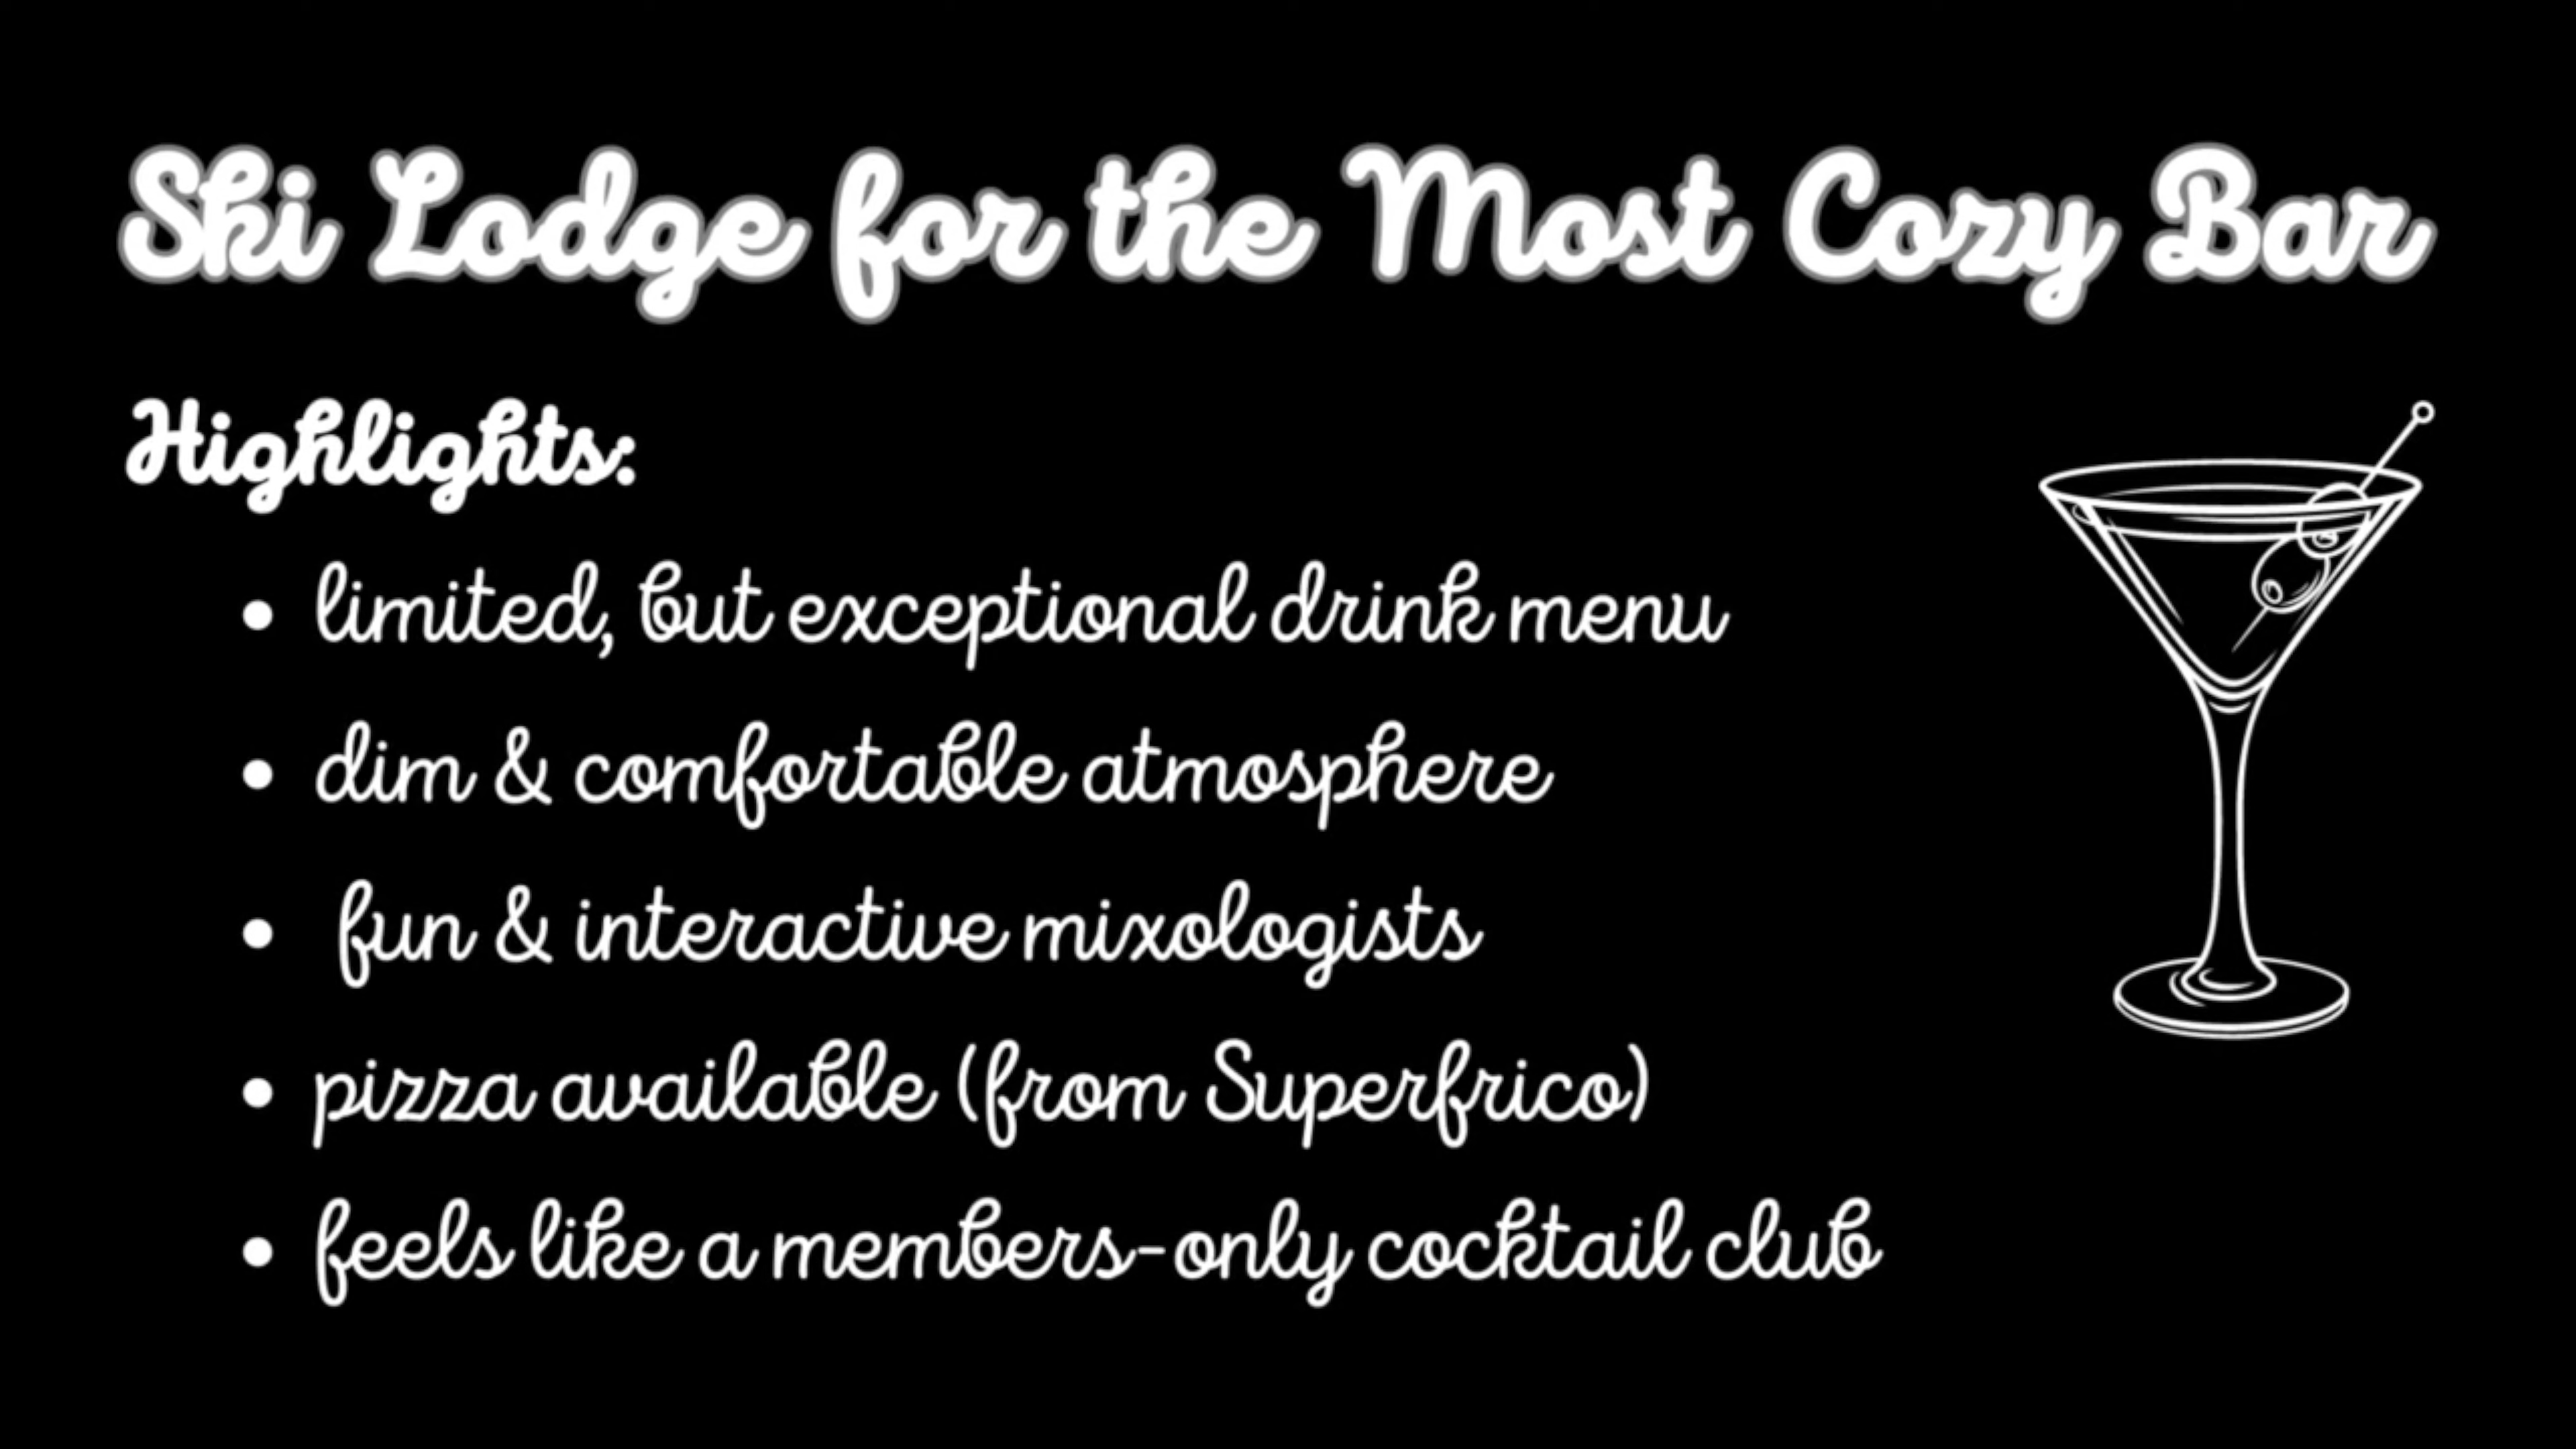 Ski Lodge for the Most Cozy Bar
Highlights:
• limited, but exceptional drink menu
• dim & comfortable atmosphere
• fun & interactive mixologists
• pizza available (from Superfrico)
• feels like a members-only cocktail club